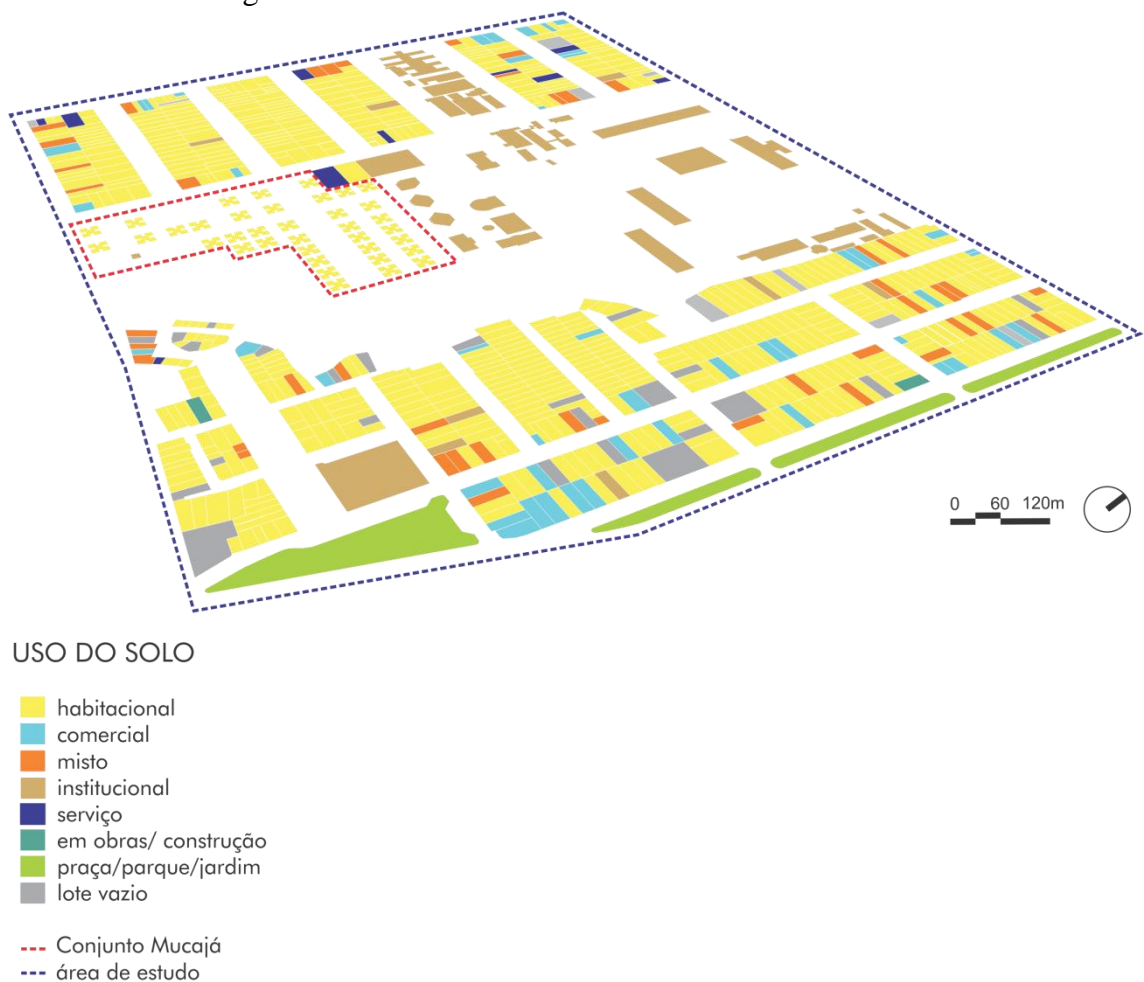 0 60 120m
USO DO SOLO
habitacional
comercial
misto
institucional
serviço
em obras/ construção
praça/parque/jardim
lote vazio
Conjunto Mucajá
área de estudo